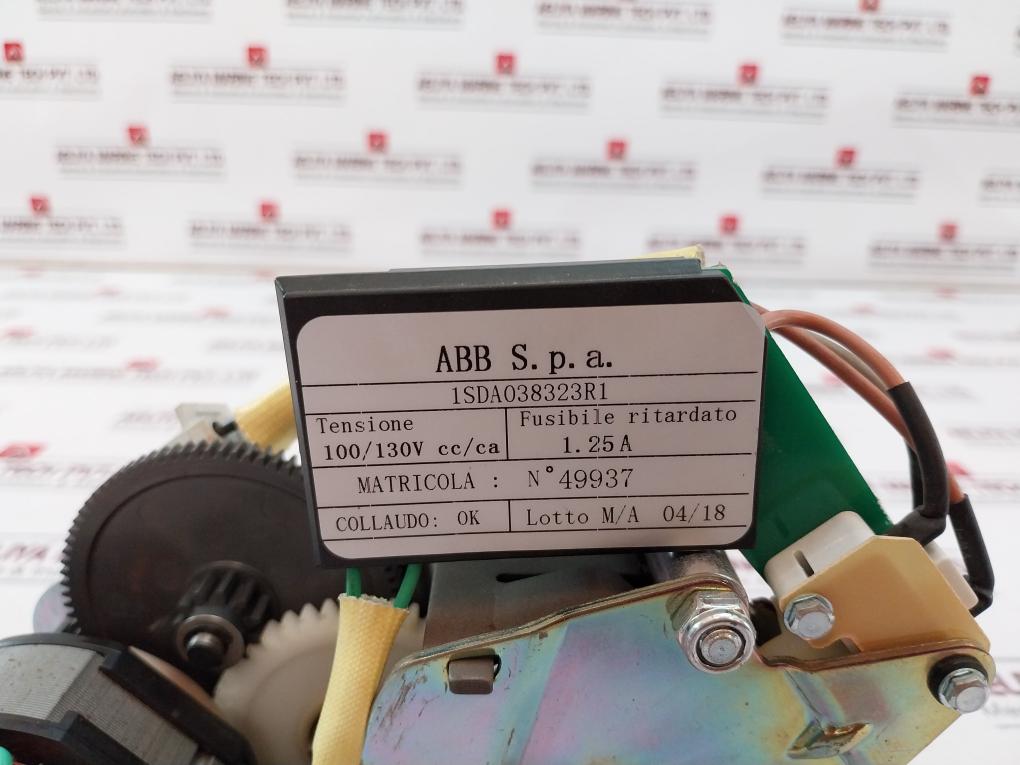 ABB S.p.a.
1SDA038323R1
Tensione
100/130V cc/ca
Fusibile ritardato
1.25A
MATRICOLA : N°49937
COLLAUDO: OK
Lotto M/A 04/18